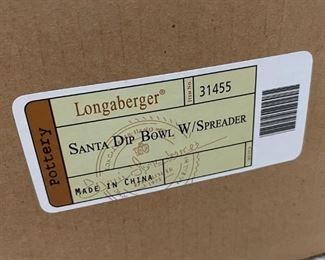 Pottery
Longaberger®
ITEM NO.
31455
SANTA DIP BOWL W/SPREADER
MADE IN CHINA